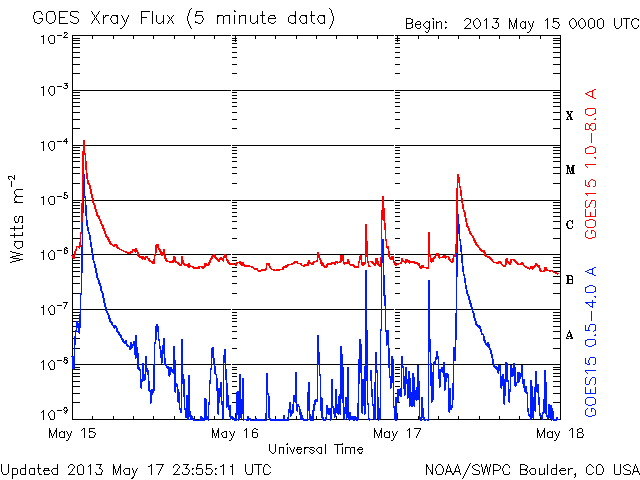 GOES Xray Flux (5 minute data)
Begin: 2013 May 15 0000 UTC
10-2
10-3
10-4
10-5
10-6
10-7
10-8
10-9
Watts m-2
X
M
C
B
A
GOES15 1.0-8.0 A
GOES15 0.5-4.0 A
May 15
May 16
May 17
May 18
Universal Time
Updated 2013 May 17 23:55:11 UTC
NOAA/SWPC Boulder, CO USA